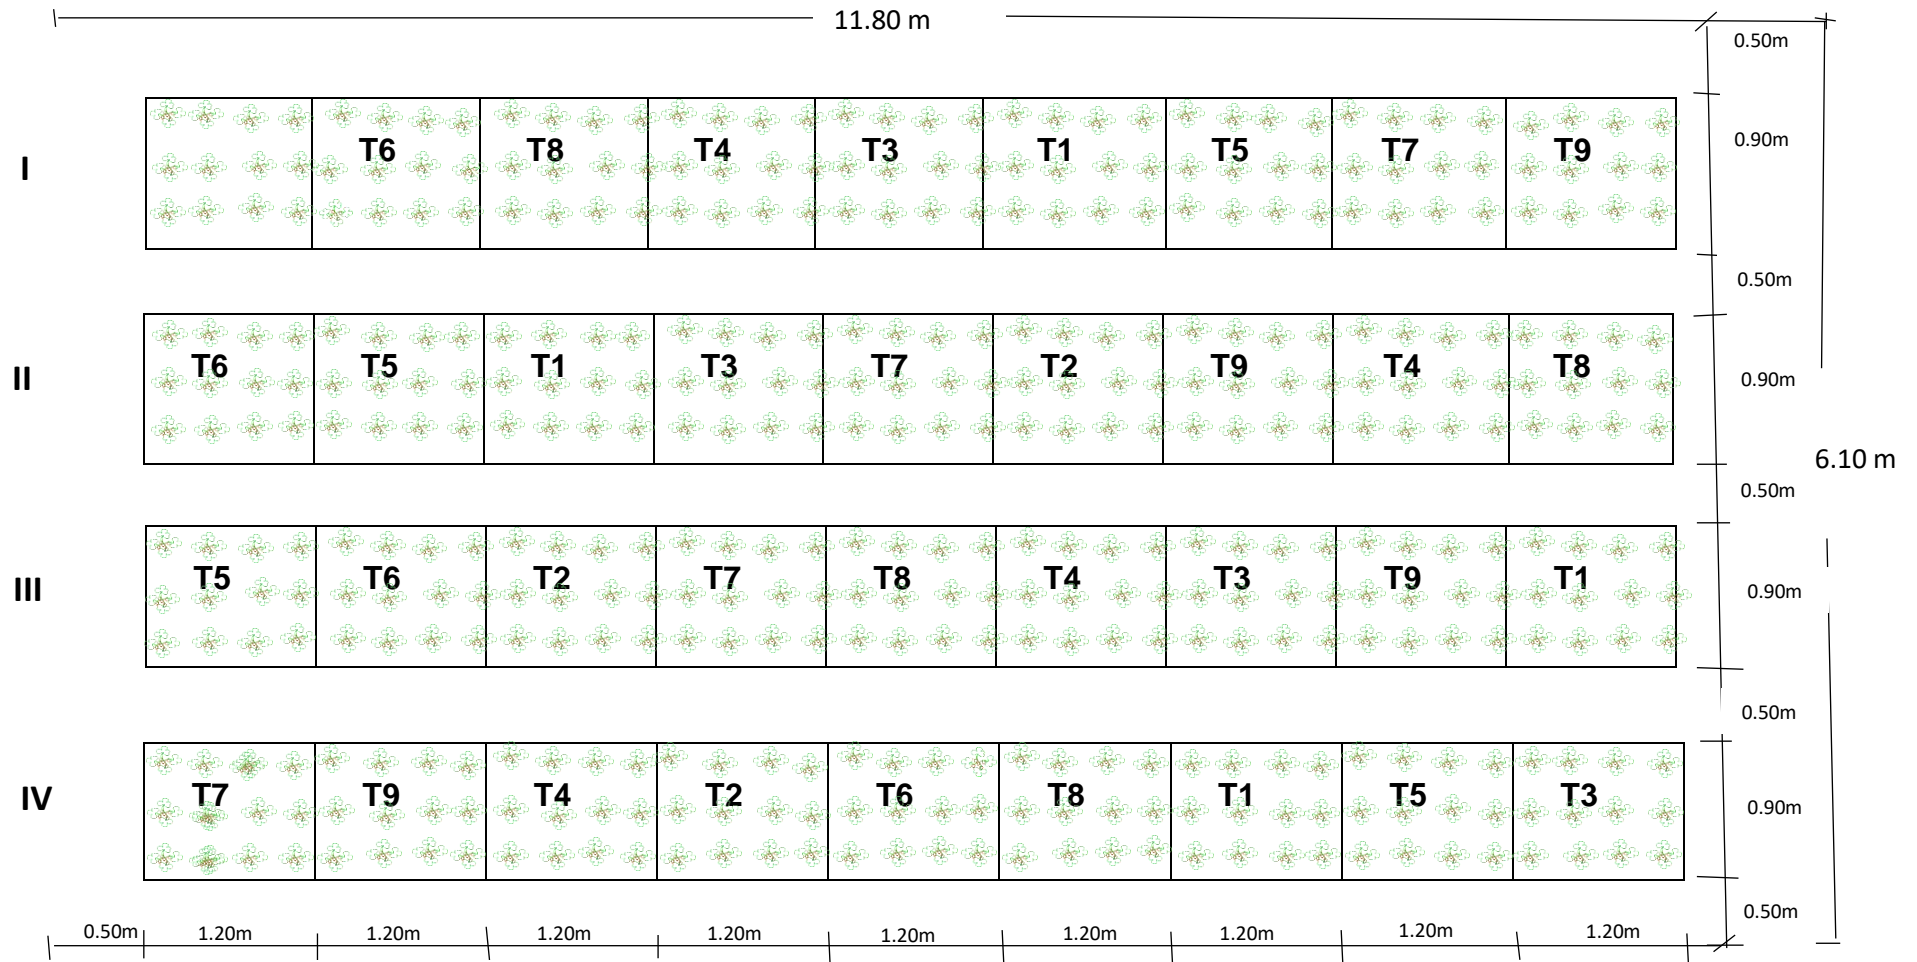 11.80 m
0.50m
I
T6 T8 T4 T3 T1 T5 T7 T9
0.90m
0.50m
II
T6 T5 T1 T3 T7 T2 T9 T4 T8
0.90m
6.10 m
0.50m
III
T5 T6 T2 T7 T8 T4 T3 T9 T1
0.90m
0.50m
IV
T7 T9 T4 T2 T6 T8 T1 T5 T3
0.90m
0.50m
0.50m 1.20m 1.20m 1.20m 1.20m 1.20m 1.20m 1.20m 1.20m 1.20m